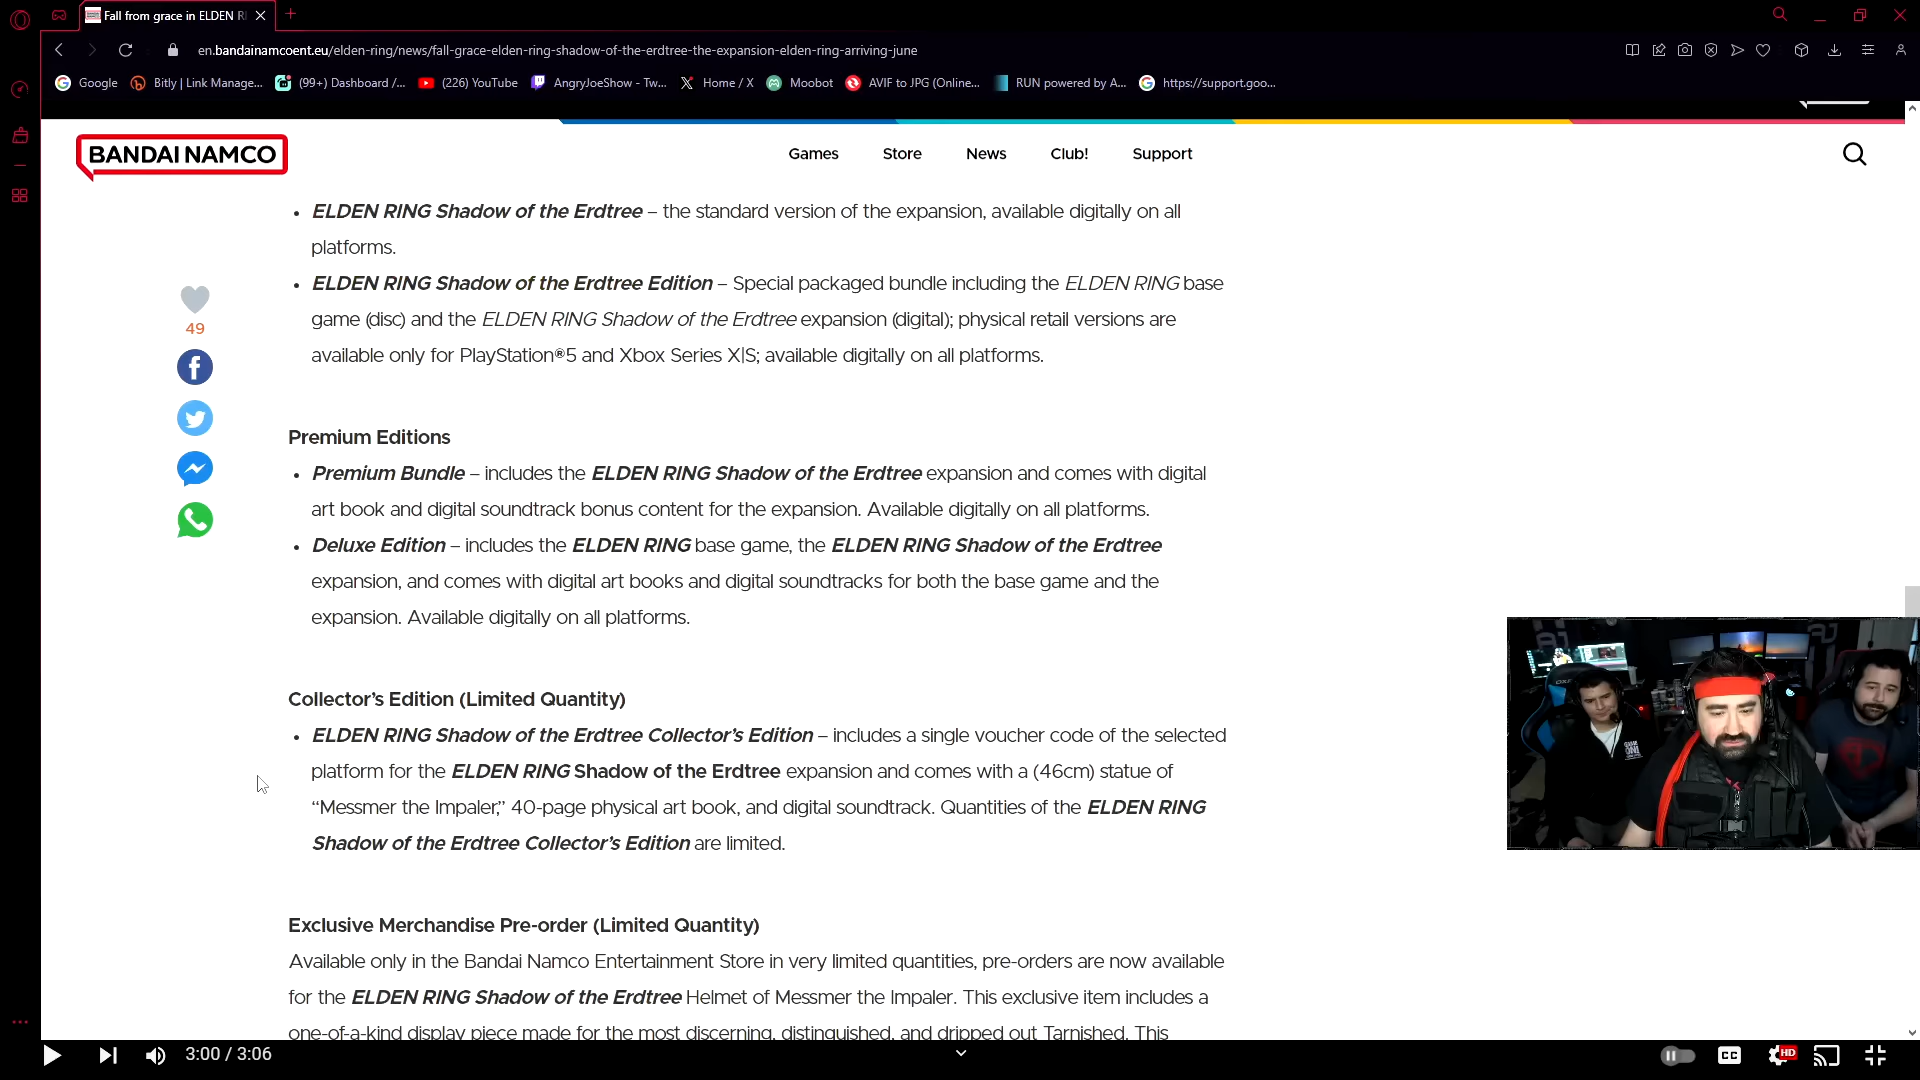 Fall from grace in ELDEN RI
en.bandainamcoent.eu/elden-ring/news/fall-grace-elden-ring-shadow-of-the-erdtree-the-expansion-elden-ring-arriving-june
Google
Bitly | Link Manage...
(99+) Dashboard /...
(226) YouTube
AngryJoeShow - Tw...
Home / X
Moobot
AVIF to JPG (Online...
RUN powered by A...
https://support.goo...
BANDAI NAMCO
Games
Store
News
Club!
Support
• ELDEN RING Shadow of the Erdtree – the standard version of the expansion, available digitally on all
platforms.
• ELDEN RING Shadow of the Erdtree Edition – Special packaged bundle including the ELDEN RING base
game (disc) and the ELDEN RING Shadow of the Erdtree expansion (digital); physical retail versions are
available only for PlayStation®5 and Xbox Series X|S; available digitally on all platforms.
49
Premium Editions
• Premium Bundle – includes the ELDEN RING Shadow of the Erdtree expansion and comes with digital
art book and digital soundtrack bonus content for the expansion. Available digitally on all platforms.
• Deluxe Edition – includes the ELDEN RING base game, the ELDEN RING Shadow of the Erdtree
expansion, and comes with digital art books and digital soundtracks for both the base game and the
expansion. Available digitally on all platforms.
Collector’s Edition (Limited Quantity)
• ELDEN RING Shadow of the Erdtree Collector’s Edition – includes a single voucher code of the selected
platform for the ELDEN RING Shadow of the Erdtree expansion and comes with a (46cm) statue of
“Messmer the Impaler,” 40-page physical art book, and digital soundtrack. Quantities of the ELDEN RING
Shadow of the Erdtree Collector’s Edition are limited.
Exclusive Merchandise Pre-order (Limited Quantity)
Available only in the Bandai Namco Entertainment Store in very limited quantities, pre-orders are now available
for the ELDEN RING Shadow of the Erdtree Helmet of Messmer the Impaler. This exclusive item includes a
one-of-a-kind display piece made for the most discerning, distinguished, and dripped out Tarnished. This
3:00 / 3:06
CC
HD